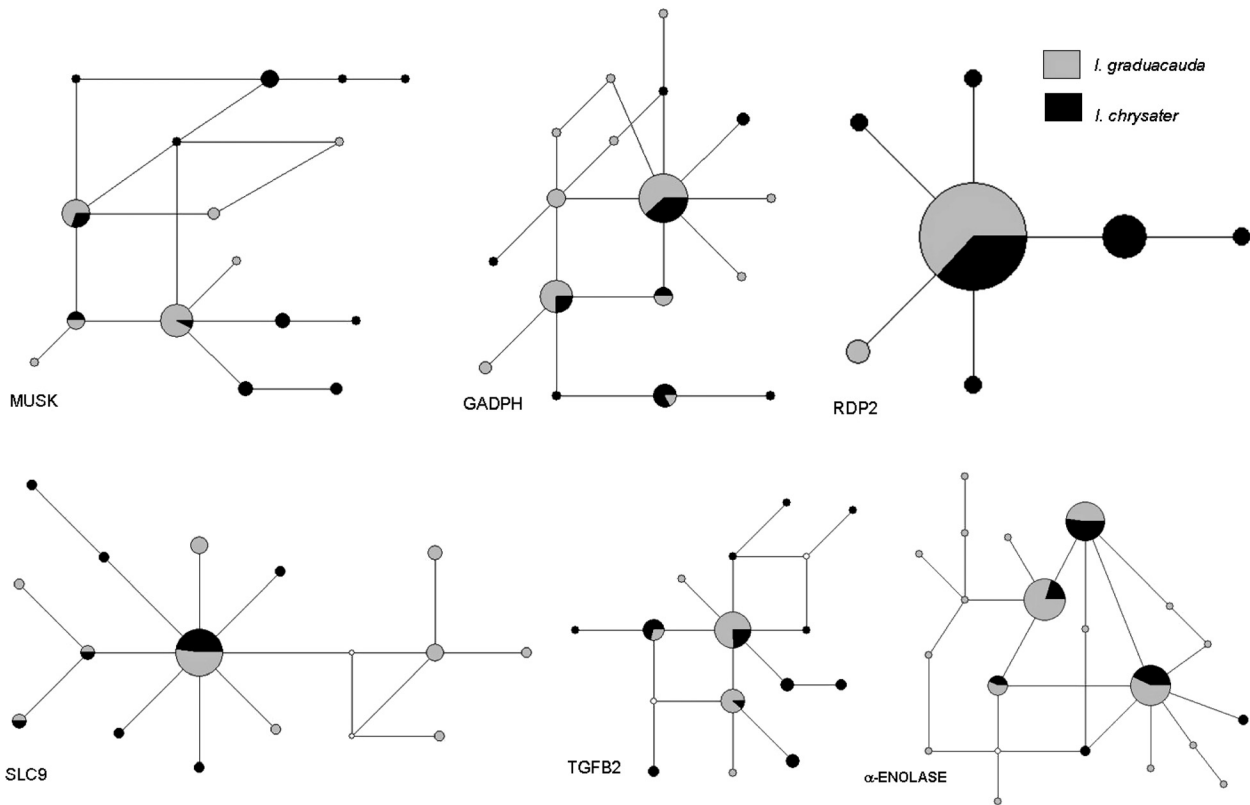 I. graduacauda
I. chrysater
MUSK
GADPH
RDP2
SLC9
TGFB2
α-ENOLASE